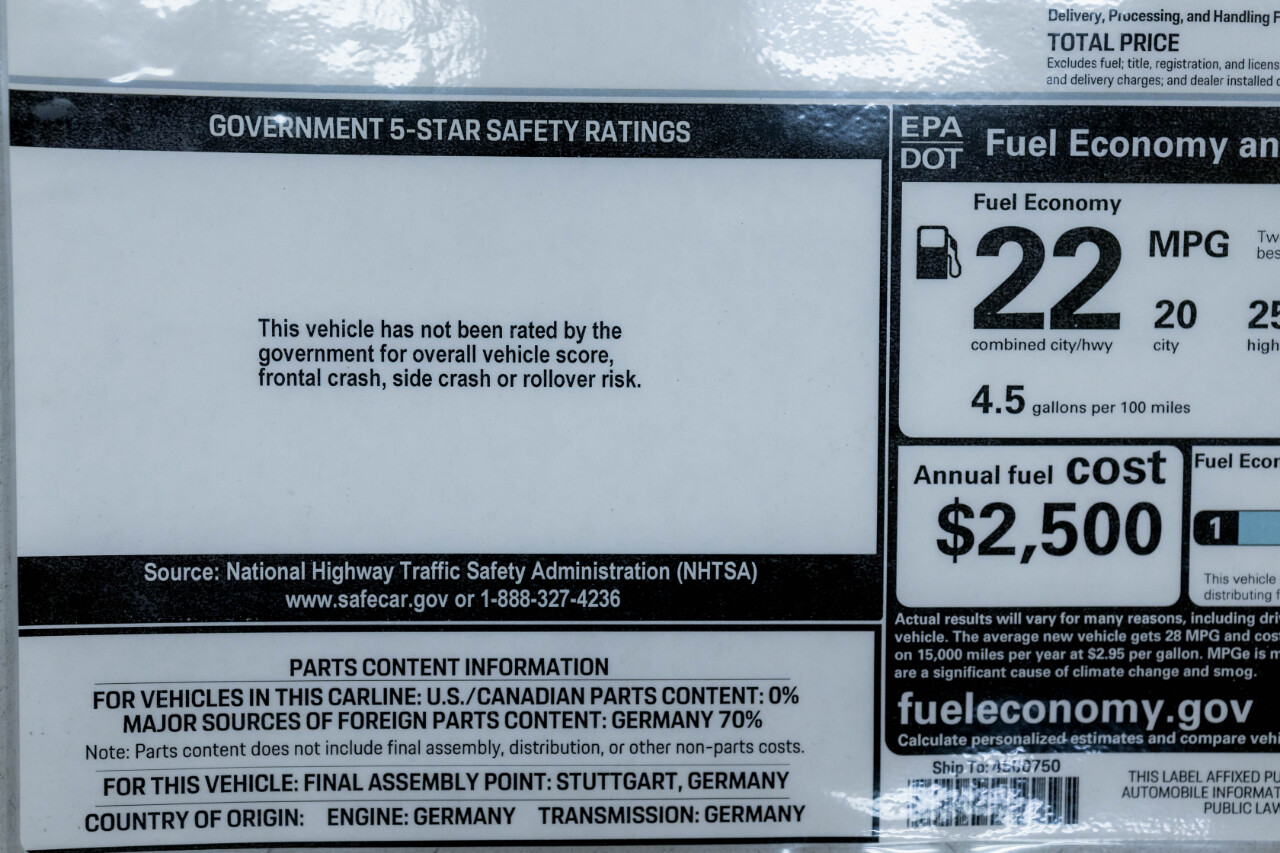 Delivery, Processing, and Handling F
TOTAL PRICE
Excludes fuel; title, registration, and licens
and delivery charges; and dealer installed
GOVERNMENT 5-STAR SAFETY RATINGS
This vehicle has not been rated by the
government for overall vehicle score,
frontal crash, side crash or rollover risk.
Source: National Highway Traffic Safety Administration (NHTSA)
www.safecar.gov or 1-888-327-4236
PARTS CONTENT INFORMATION
FOR VEHICLES IN THIS CARLINE: U.S./CANADIAN PARTS CONTENT: 0%
MAJOR SOURCES OF FOREIGN PARTS CONTENT: GERMANY 70%
Note: Parts content does not include final assembly, distribution, or other non-parts costs.
FOR THIS VEHICLE: FINAL ASSEMBLY POINT: STUTTGART, GERMANY
COUNTRY OF ORIGIN: ENGINE: GERMANY TRANSMISSION: GERMANY
EPA
DOT
Fuel Economy an
Fuel Economy
22 MPG
Tw
bes
combined city/hwy
20
city
25
high
4.5 gallons per 100 miles
Annual fuel cost
$2,500
Fuel Econ
1
This vehicle
distributing f
Actual results will vary for many reasons, including dri
vehicle. The average new vehicle gets 28 MPG and cos
on 15,000 miles per year at $2.95 per gallon. MPGe is m
are a significant cause of climate change and smog.
fueleconomy.gov
Calculate personalized estimates and compare vehi
Ship To: 4500750
THIS LABEL AFFIXED PU
AUTOMOBILE INFORMAT
PUBLIC LAW